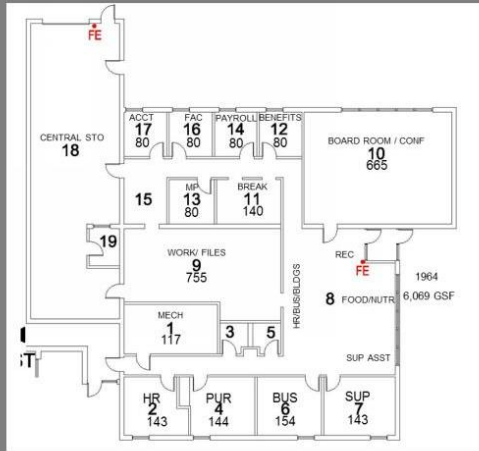 FE
ACCT
17
80
FAC
16
80
PAYROLL
14
80
BENEFITS
12
80
CENTRAL STO
18
BOARD ROOM / CONF
10
665
15
MP
13
80
BREAK
11
140
19
WORK/ FILES
9
755
REC
FE
HR/BUS/BLDGS
8 FOOD/NUTR
1964
6,069 GSF
MECH
1
117
3
5
SUP ASST
HR
2
143
PUR
4
144
BUS
6
154
SUP
7
143